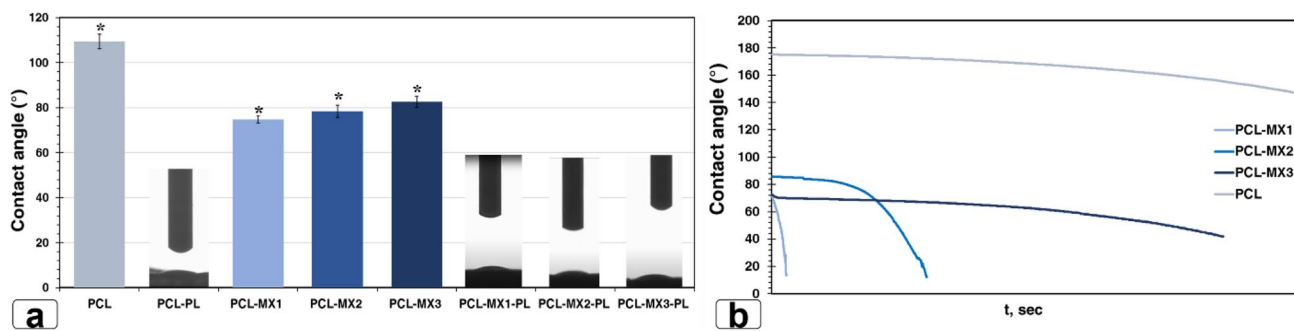 120
100
80
60
40
20
0
Contact angle (°)
*
*
*
*
PCL
PCL-PL
PCL-MX1
PCL-MX2
PCL-MX3
PCL-MX1-PL
PCL-MX2-PL
PCL-MX3-PL
a
200
180
160
140
120
100
80
60
40
20
0
Contact angle (°)
t, sec
PCL-MX1
PCL-MX2
PCL-MX3
PCL
b